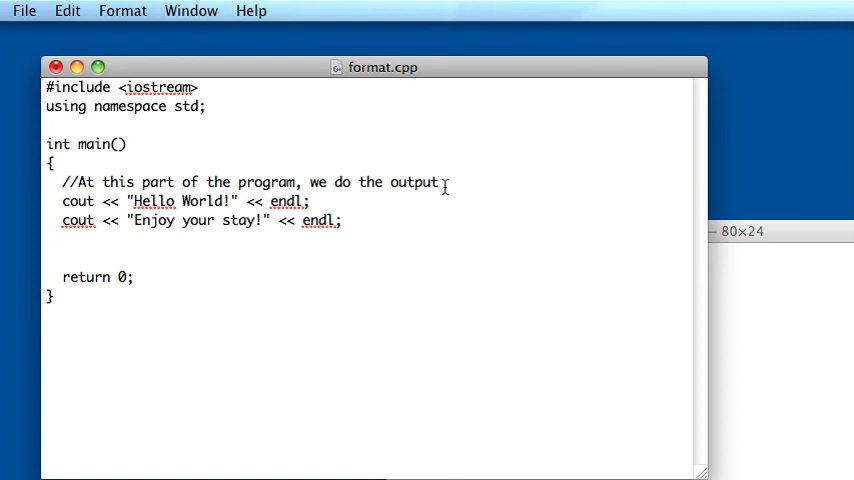 File Edit Format Window Help
format.cpp
#include <iostream>
using namespace std;
int main()
{
//At this part of the program, we do the output
cout << "Hello World!" << endl;
cout << "Enjoy your stay!" << endl;
— 80×24
return 0;
}